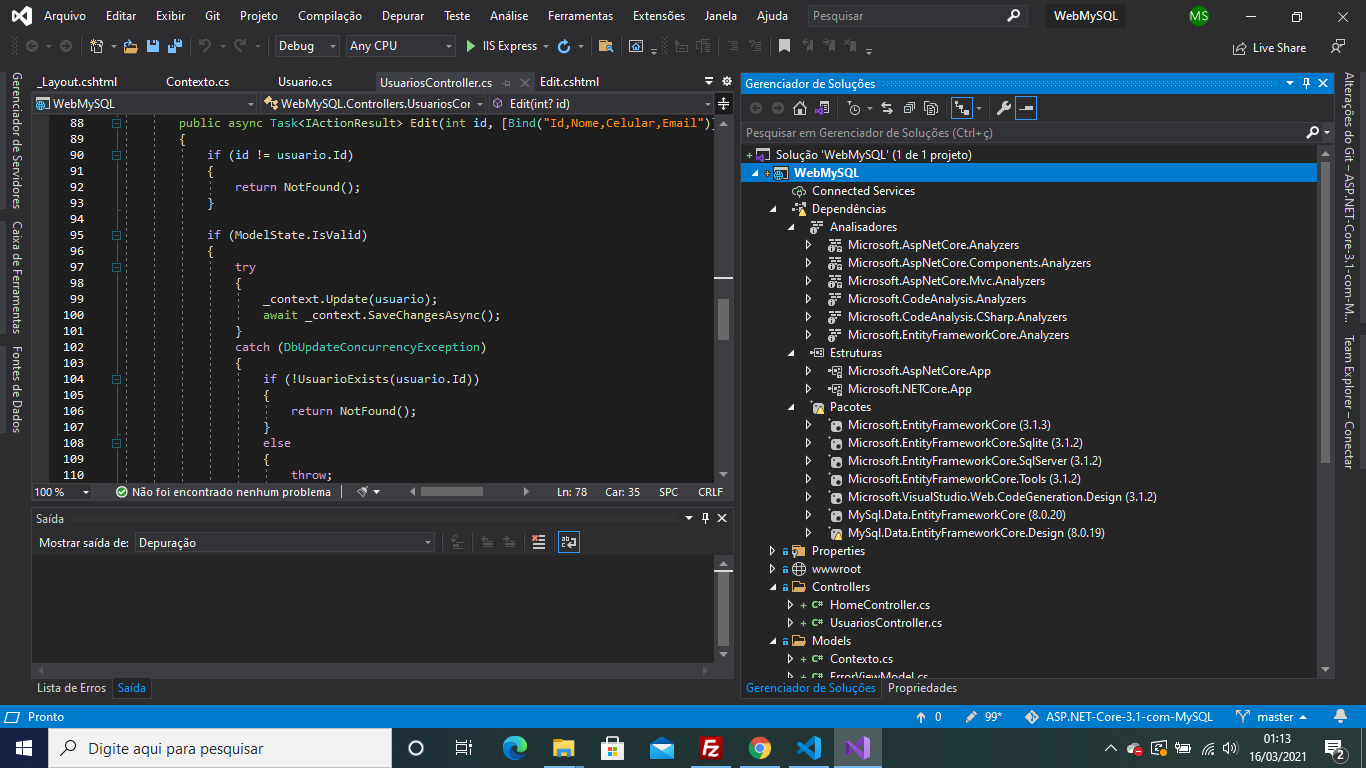 Arquivo Editar Exibir Git Projeto Compilação Depurar Teste Análise Ferramentas Extensões Janela Ajuda Pesquisar WebMySQL MS
Debug Any CPU IIS Express Live Share
Gerenciador de Servidores
Caixa de Ferramentas
Fontes de Dados
_Layout.cshtml Contexto.cs Usuario.cs UsuariosController.cs Edit.cshtml
WebMySQL WebMySQL.Controllers.UsuariosCor Edit(int? id)
88 public async Task<IActionResult> Edit(int id, [Bind("Id,Nome,Celular,Email")]
89 {
90 if (id != usuario.Id)
91 {
92 return NotFound();
93 }
94
95 if (ModelState.IsValid)
96 {
97 try
98 {
99 _context.Update(usuario);
100 await _context.SaveChangesAsync();
101 }
102 catch (DbUpdateConcurrencyException)
103 {
104 if (!UsuarioExists(usuario.Id))
105 {
106 return NotFound();
107 }
108 else
109 {
110 throw;
100 % Não foi encontrado nenhum problema Ln: 78 Car: 35 SPC CRLF
Saída
Mostrar saída de: Depuração
Lista de Erros Saída
Gerenciador de Soluções
Pesquisar em Gerenciador de Soluções (Ctrl+ç)
Solução 'WebMySQL' (1 de 1 projeto)
WebMySQL
Connected Services
Dependências
Analisadores
Microsoft.AspNetCore.Analyzers
Microsoft.AspNetCore.Components.Analyzers
Microsoft.AspNetCore.Mvc.Analyzers
Microsoft.CodeAnalysis.Analyzers
Microsoft.CodeAnalysis.CSharp.Analyzers
Microsoft.EntityFrameworkCore.Analyzers
Estruturas
Microsoft.AspNetCore.App
Microsoft.NETCore.App
Pacotes
Microsoft.EntityFrameworkCore (3.1.3)
Microsoft.EntityFrameworkCore.Sqlite (3.1.2)
Microsoft.EntityFrameworkCore.SqlServer (3.1.2)
Microsoft.EntityFrameworkCore.Tools (3.1.2)
Microsoft.VisualStudio.Web.CodeGeneration.Design (3.1.2)
MySql.Data.EntityFrameworkCore (8.0.20)
MySql.Data.EntityFrameworkCore.Design (8.0.19)
Properties
wwwroot
Controllers
C# HomeController.cs
C# UsuariosController.cs
Models
C# Contexto.cs
C# ErrorViewModel.cs
Gerenciador de Soluções Propriedades
Alterações do Git – ASP.NET-Core-3.1-com-M...
Team Explorer – Conectar
Pronto 0 99* ASP.NET-Core-3.1-com-MySQL master
Digite aqui para pesquisar
01:13
16/03/2021
2